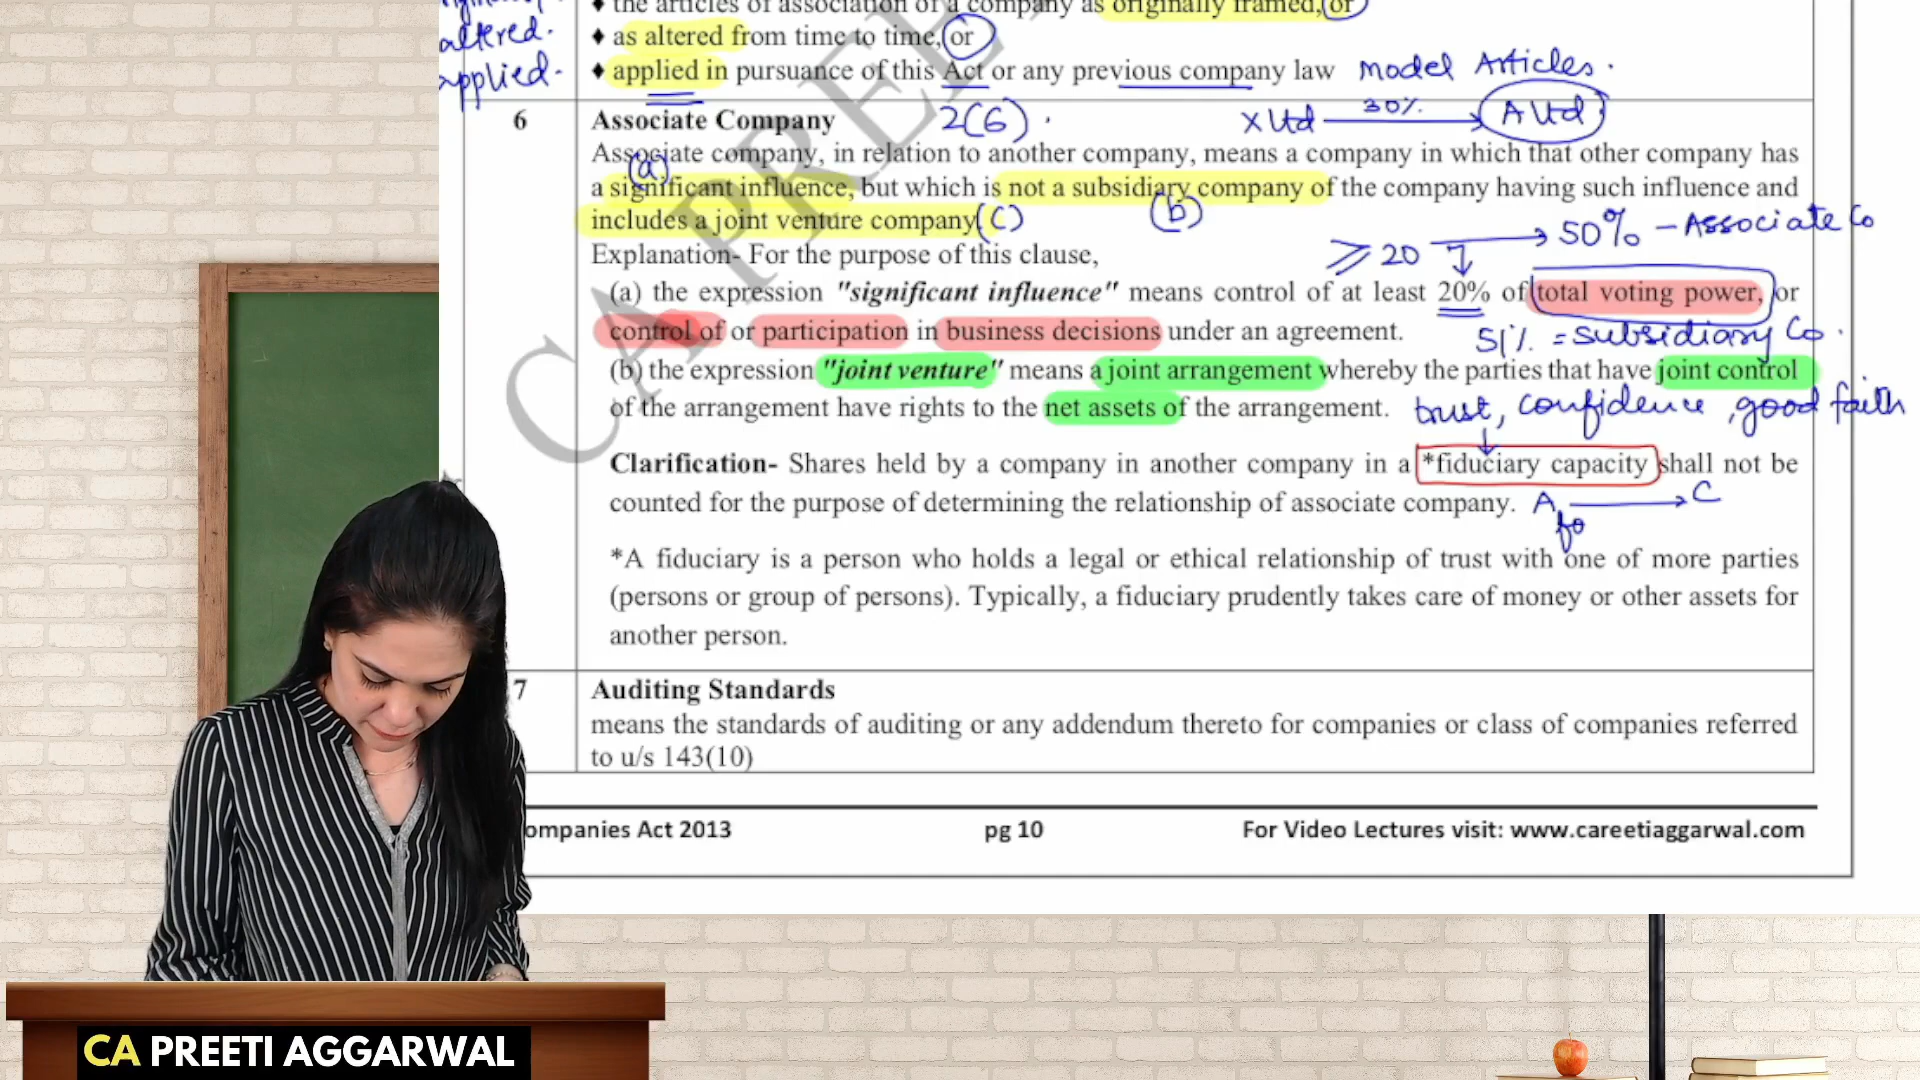 ♦ the articles of association of a company as originally framed, or
altered.
♦ as altered from time to time, or
applied.
♦ applied in pursuance of this Act or any previous company law Model Articles.
6 Associate Company 2(6). X Ltd 30% A Ltd
Associate company, in relation to another company, means a company in which that other company has
(a)
a significant influence, but which is not a subsidiary company of the company having such influence and
(b)
includes a joint venture company. (C)
50% - Associate Co
Explanation- For the purpose of this clause, ≥ 20
(a) the expression "significant influence" means control of at least 20% of total voting power, or
control of or participation in business decisions under an agreement. 51% = subsidiary Co.
(b) the expression "joint venture" means a joint arrangement whereby the parties that have joint control
of the arrangement have rights to the net assets of the arrangement. trust, confidence, good faith
Clarification- Shares held by a company in another company in a *fiduciary capacity shall not be
counted for the purpose of determining the relationship of associate company. A C
fo
*A fiduciary is a person who holds a legal or ethical relationship of trust with one of more parties
(persons or group of persons). Typically, a fiduciary prudently takes care of money or other assets for
another person.
7 Auditing Standards
means the standards of auditing or any addendum thereto for companies or class of companies referred
to u/s 143(10)
ompanies Act 2013 pg 10 For Video Lectures visit: www.careetiaggarwal.com
CA PREE
CA PREETI AGGARWAL